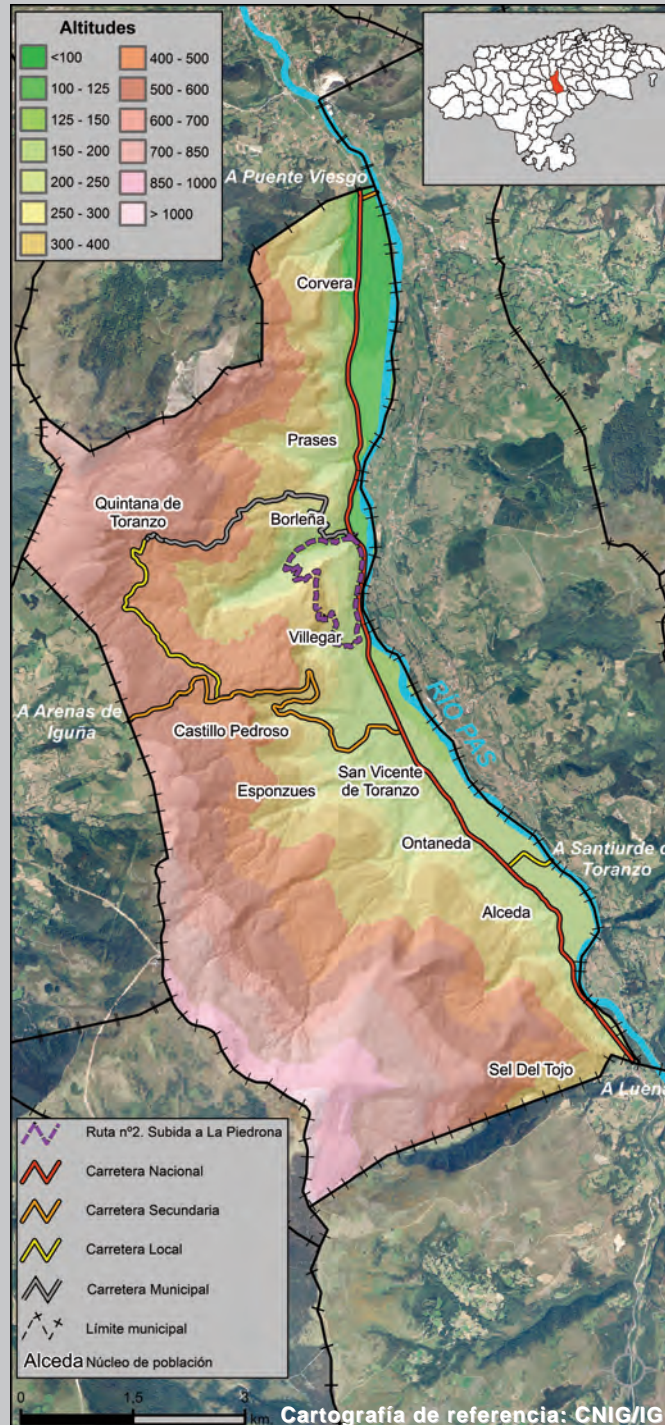 Altitudes
<100
100 - 125
125 - 150
150 - 200
200 - 250
250 - 300
300 - 400
400 - 500
500 - 600
600 - 700
700 - 850
850 - 1000
> 1000
A Puente Viesgo
Corvera
Prases
Quintana de
Toranzo
Borleña
Villegar
RÍO PAS
A Arenas de
Iguña
Castillo Pedroso
San Vicente
de Toranzo
Esponzues
Ontaneda
A Santiurde d
Toranzo
Alceda
Sel Del Tojo
A Luena
Ruta nº2. Subida a La Piedrona
Carretera Nacional
Carretera Secundaria
Carretera Local
Carretera Municipal
Límite municipal
Alceda Núcleo de población
0 1,5 3
km.
Cartografía de referencia: CNIG/IG